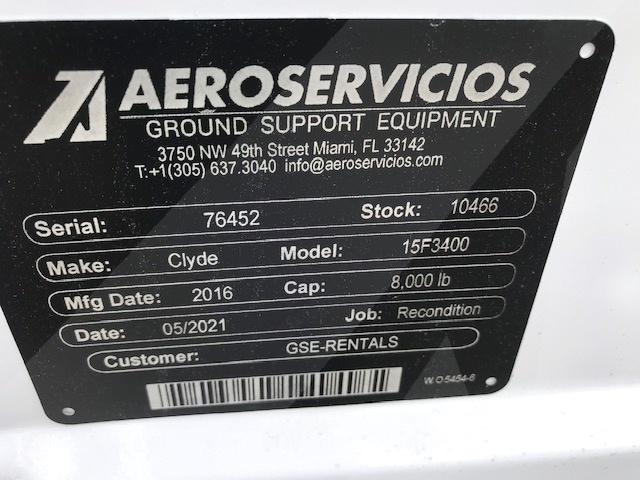 AEROSERVICIOS
GROUND SUPPORT EQUIPMENT
3750 NW 49th Street Miami, FL 33142
T:+1(305) 637.3040 info@aeroservicios.com
Serial: 76452 Stock: 10466
Make: Clyde Model: 15F3400
Mfg Date: 2016 Cap: 8,000 lb
Date: 05/2021 Job: Recondition
Customer: GSE-RENTALS
W.O.5454-6